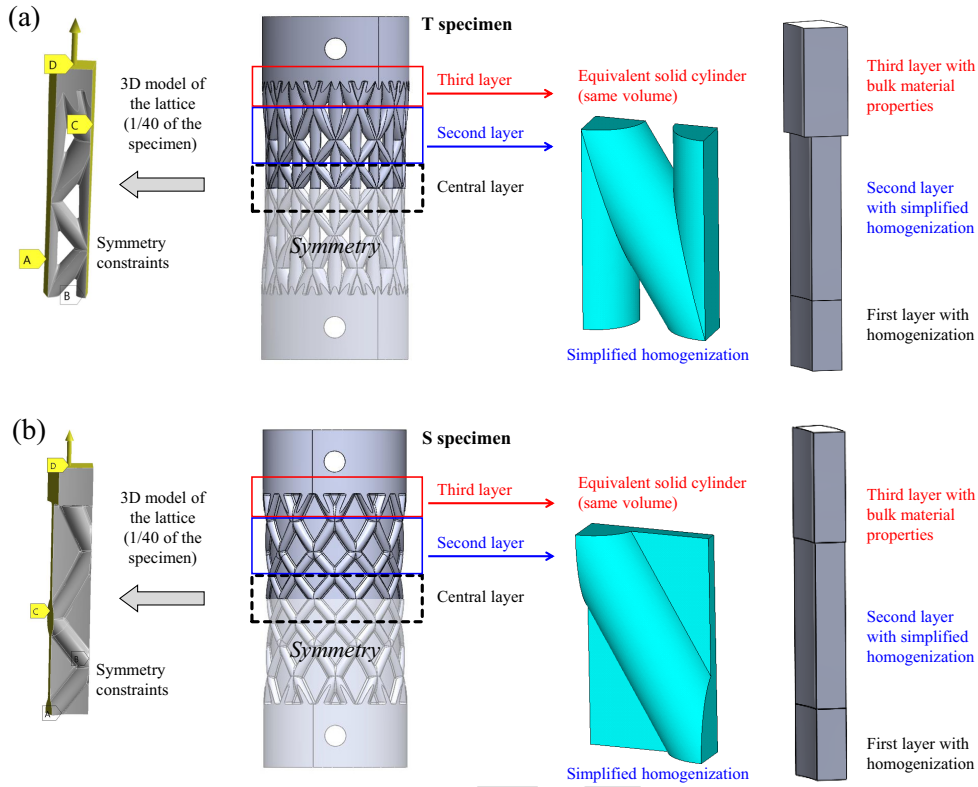 (a)
D
C
A
B
3D model of
the lattice
(1/40 of the
specimen)
Symmetry
constraints
T specimen
Third layer
Second layer
Central layer
Symmetry
Equivalent solid cylinder
(same volume)
Simplified homogenization
Third layer with
bulk material
properties
Second layer
with simplified
homogenization
First layer with
homogenization
(b)
D
C
B
A
3D model of
the lattice
(1/40 of the
specimen)
Symmetry
constraints
S specimen
Third layer
Second layer
Central layer
Symmetry
Equivalent solid cylinder
(same volume)
Simplified homogenization
Third layer with
bulk material
properties
Second layer
with simplified
homogenization
First layer with
homogenization